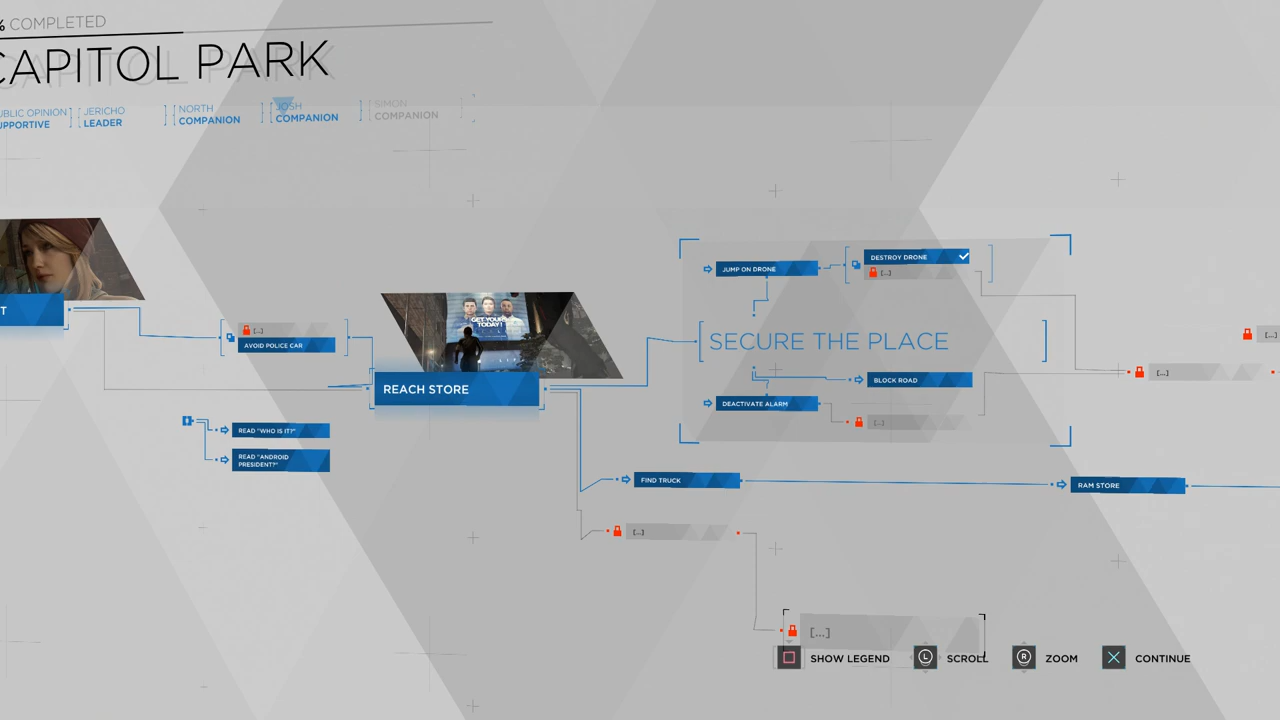 % COMPLETED
CAPITOL PARK
UBLIC OPINION
UPPORTIVE
JERICHO
LEADER
NORTH
COMPANION
JOSH
COMPANION
SIMON
COMPANION
T
[...]
AVOID POLICE CAR
READ "WHO IS IT?"
READ "ANDROID
PRESIDENT?"
GET YOURS
TODAY!
REACH STORE
JUMP ON DRONE
DESTROY DRONE
[...]
SECURE THE PLACE
BLOCK ROAD
DEACTIVATE ALARM
[...]
[...]
[...]
FIND TRUCK
RAM STORE
[...]
[...]
SHOW LEGEND
L
SCROLL
R
ZOOM
CONTINUE